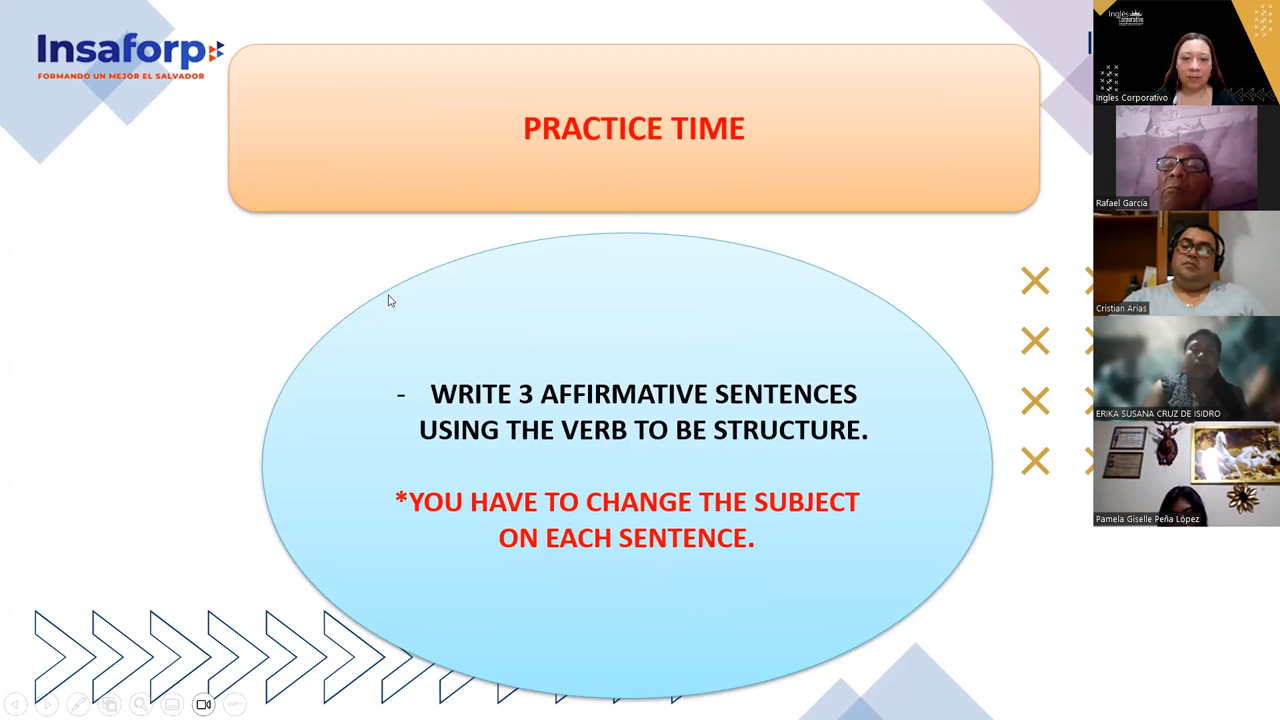 Insaforp
FORMANDO UN MEJOR EL SALVADOR
PRACTICE TIME
- WRITE 3 AFFIRMATIVE SENTENCES
USING THE VERB TO BE STRUCTURE.
*YOU HAVE TO CHANGE THE SUBJECT
ON EACH SENTENCE.
Inglés
Corporativo
Ingles Corporativo
Rafael García
Cristian Arias
ERIKA SUSANA CRUZ DE ISIDRO
Pamela Giselle Peña López